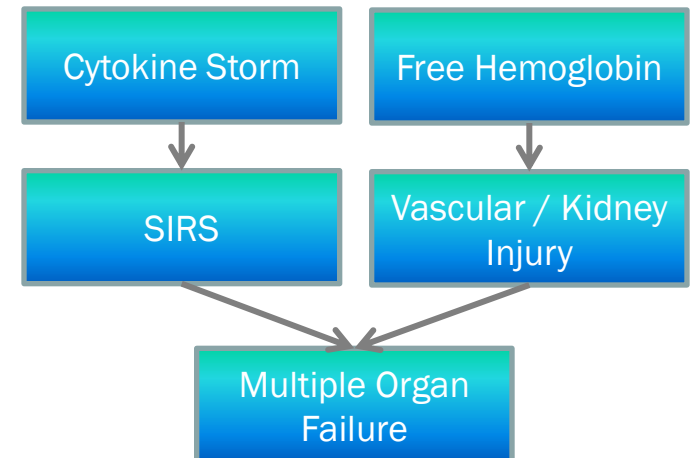 Cytokine Storm
Free Hemoglobin
SIRS
Vascular / Kidney
Injury
Multiple Organ
Failure